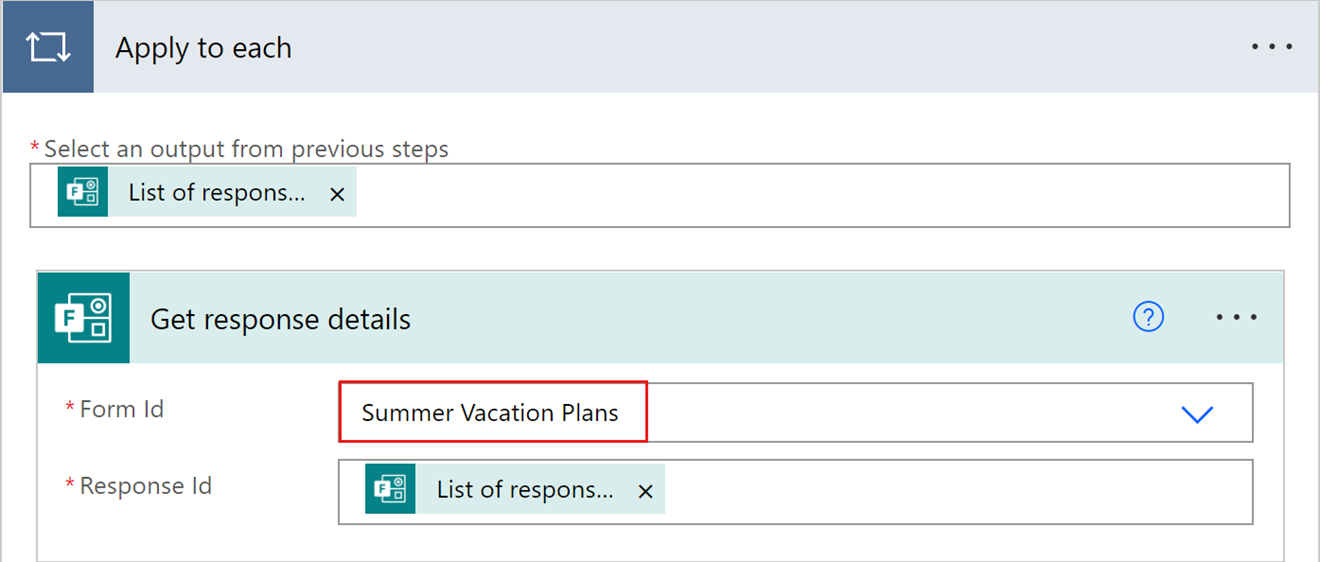 Apply to each
* Select an output from previous steps
F List of respons... ×
F Get response details ?
* Form Id Summer Vacation Plans
* Response Id F List of respons... ×